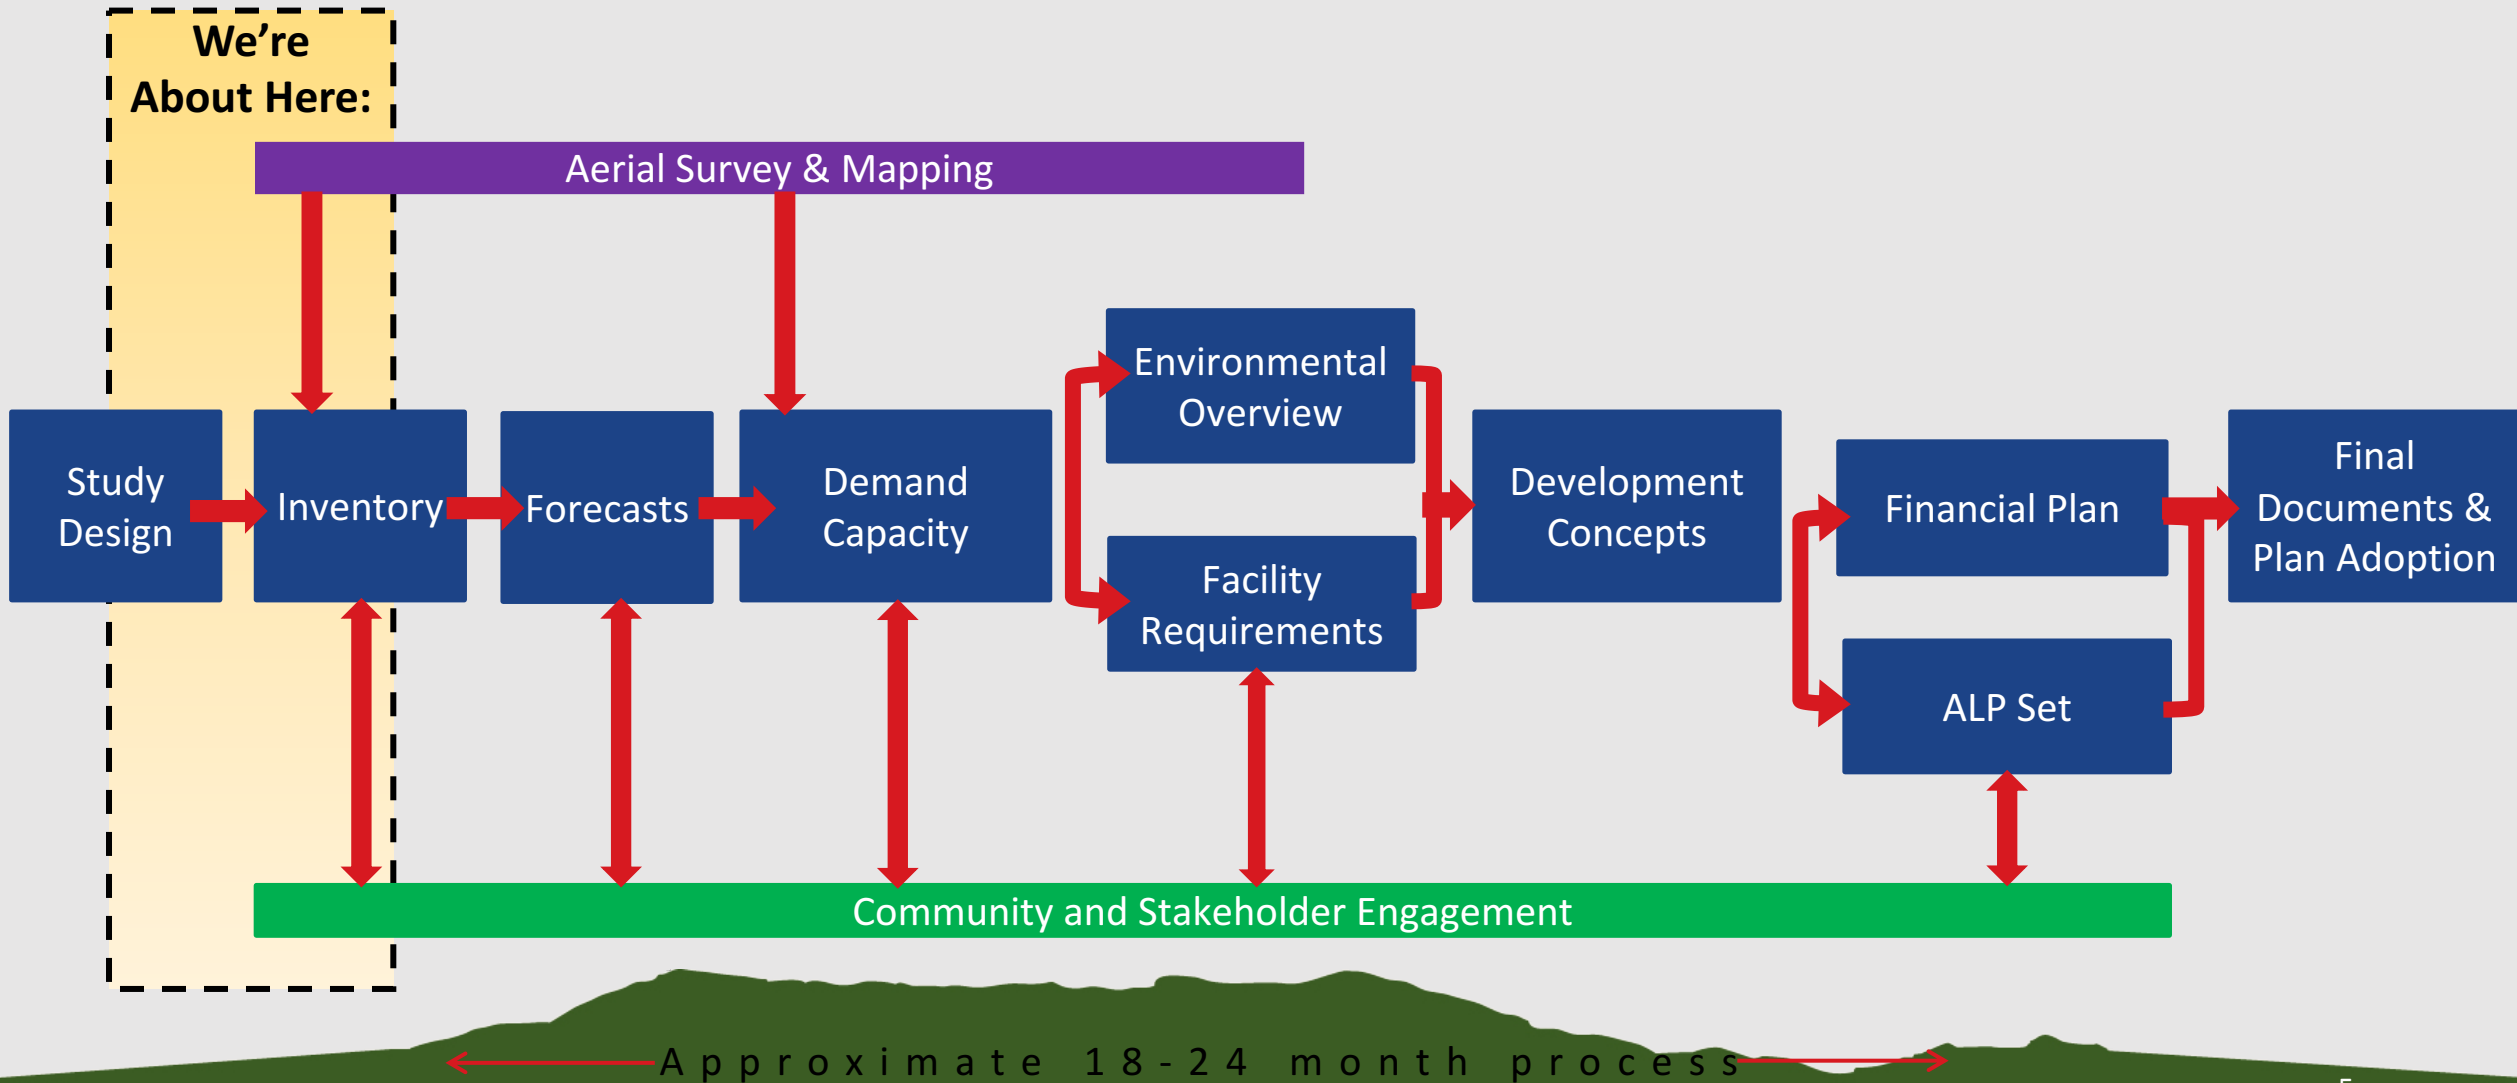 We're
About Here:
Aerial Survey & Mapping
Study
Design
Inventory
Forecasts
Demand
Capacity
Environmental
Overview
Facility
Requirements
Development
Concepts
Financial Plan
ALP Set
Final
Documents &
Plan Adoption
Community and Stakeholder Engagement
Approximate 18-24 month process